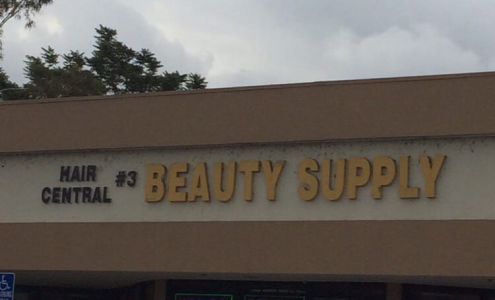 HAIR
CENTRAL
#3
BEAUTY SUPPLY